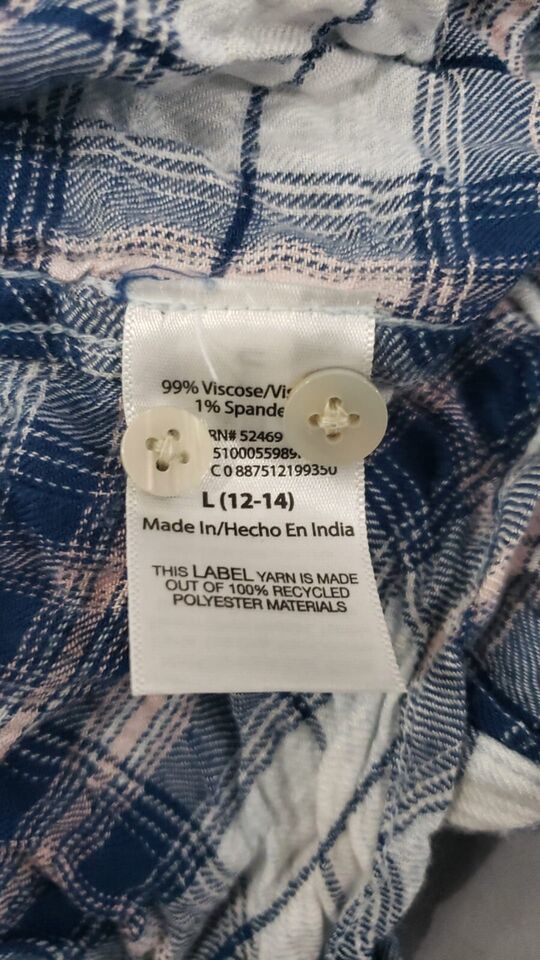 99% Viscose/Vis
1% Spande
RN# 52469
5100055989
C 0 887512199350
L (12-14)
Made In/Hecho En India
THIS LABEL YARN IS MADE
OUT OF 100% RECYCLED
POLYESTER MATERIALS